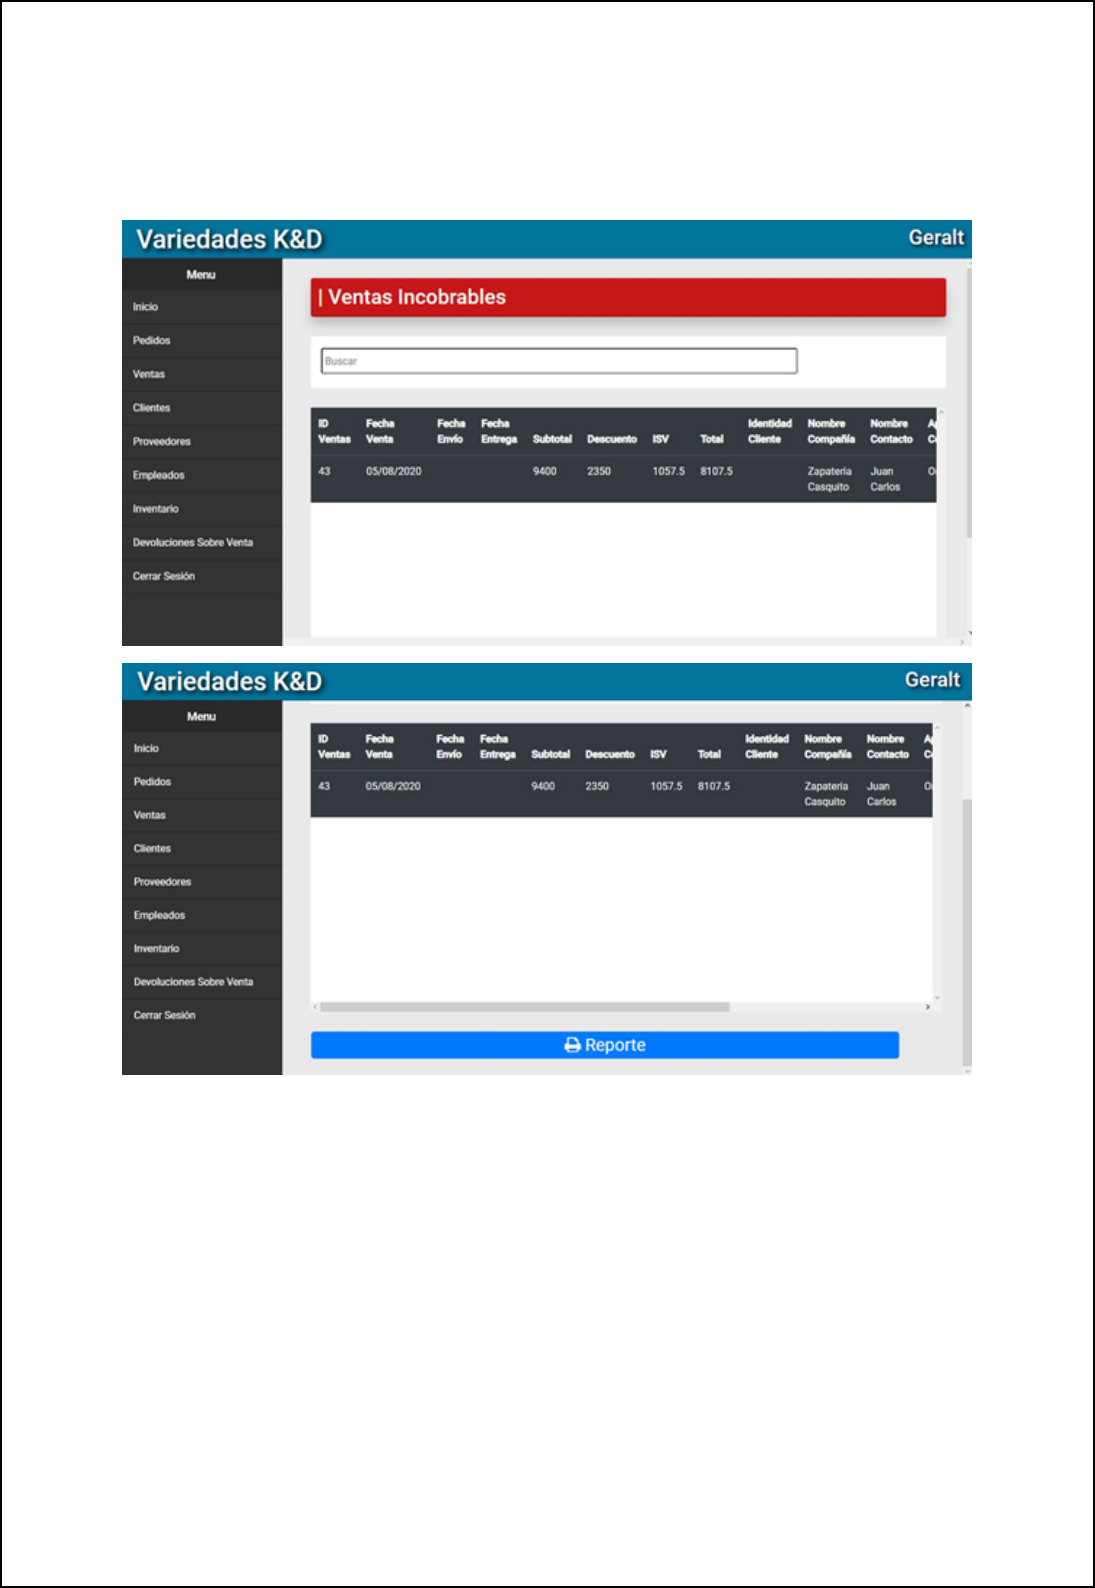 Variedades K&D
Geralt
Menu
Inicio
Pedidos
Ventas
Clientes
Proveedores
Empleados
Inventario
Devoluciones Sobre Venta
Cerrar Sesión
| Ventas Incobrables
Buscar
ID Ventas Fecha Venta Fecha Envío Fecha Entrega Subtotal Descuento ISV Total Identidad Cliente Nombre Compañía Nombre Contacto
43 05/08/2020 9400 2350 1057.5 8107.5 Zapateria Casquito Juan Carlos
Variedades K&D
Geralt
Menu
Inicio
Pedidos
Ventas
Clientes
Proveedores
Empleados
Inventario
Devoluciones Sobre Venta
Cerrar Sesión
ID Ventas Fecha Venta Fecha Envío Fecha Entrega Subtotal Descuento ISV Total Identidad Cliente Nombre Compañía Nombre Contacto
43 05/08/2020 9400 2350 1057.5 8107.5 Zapateria Casquito Juan Carlos
Reporte